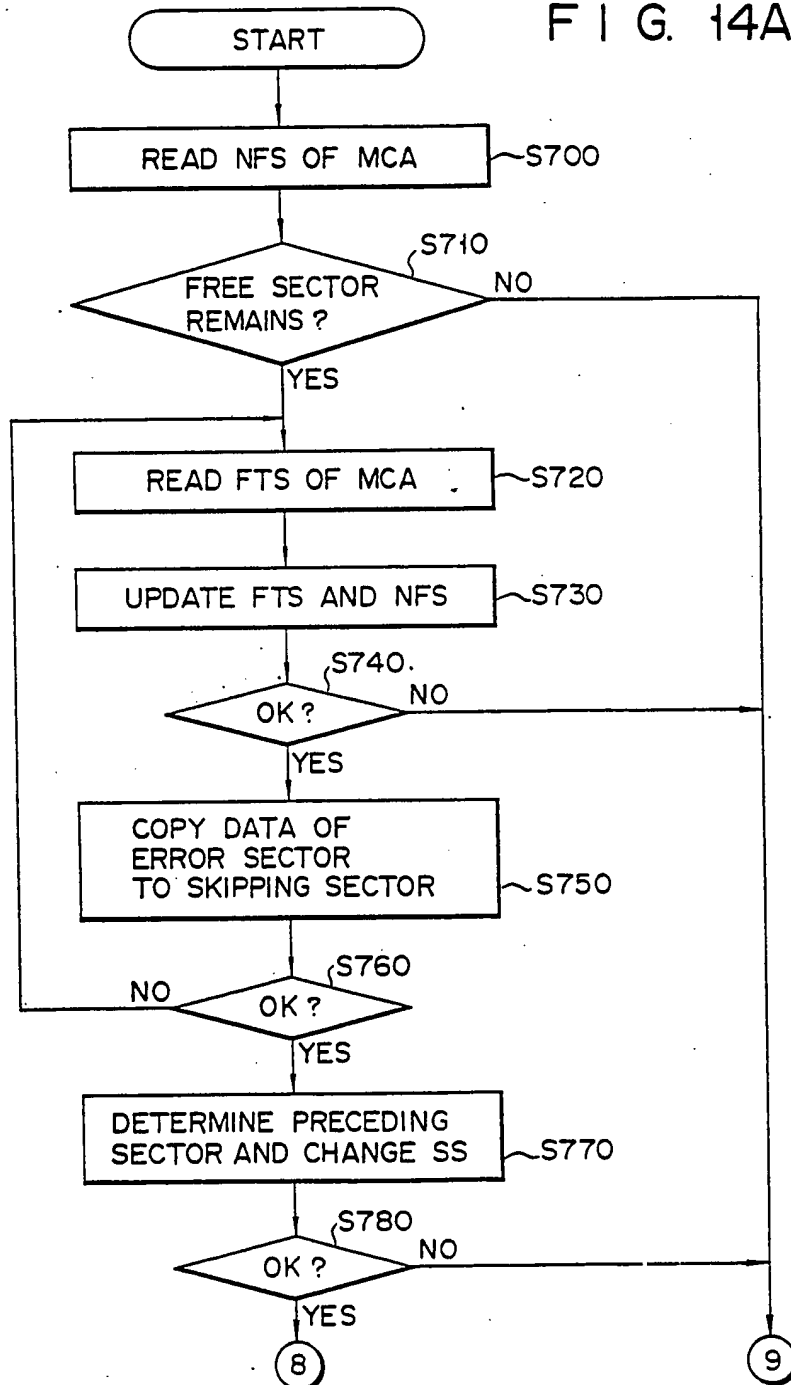 FIG. 14A
START
READ NFS OF MCA
S700
S710
FREE SECTOR
REMAINS?
NO
YES
READ FTS OF MCA
S720
UPDATE FTS AND NFS
S730
S740.
OK?
NO
YES
COPY DATA OF
ERROR SECTOR
TO SKIPPING SECTOR
S750
S760
NO
OK?
YES
DETERMINE PRECEDING
SECTOR AND CHANGE SS
S770
S780
OK?
NO
YES
8
9